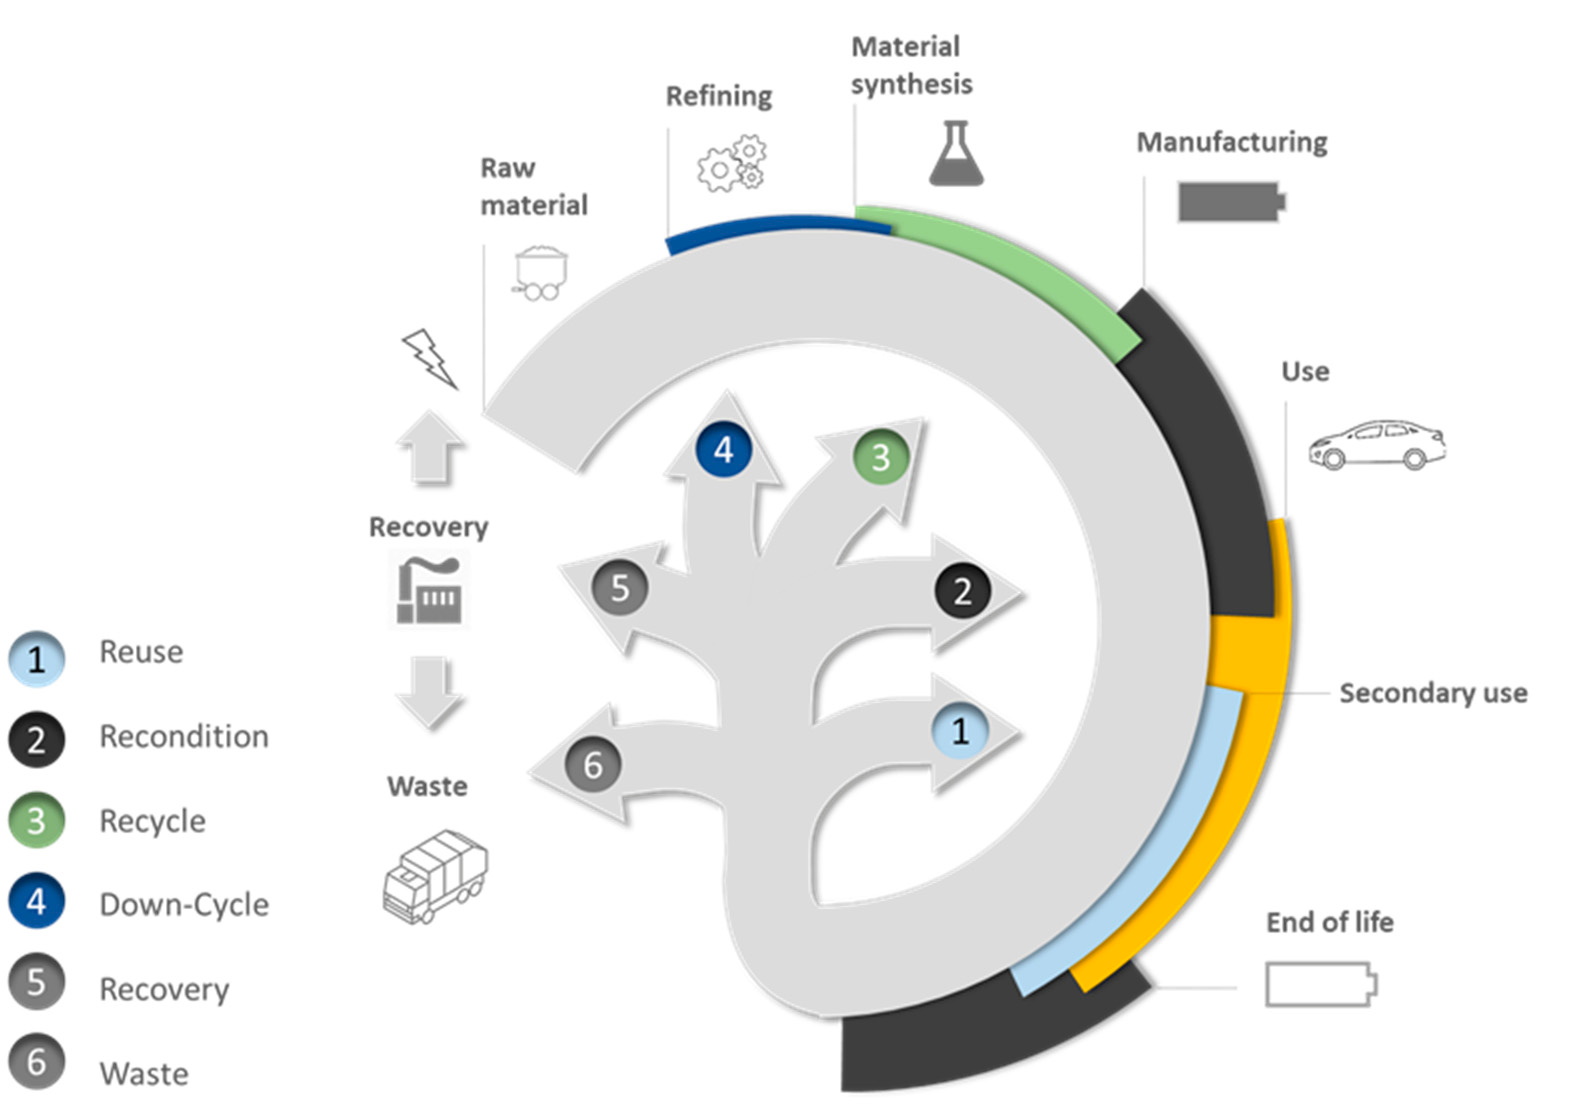 Material
synthesis
Refining
Manufacturing
Raw
material
Use
4
3
Recovery
5
2
1
Reuse
Secondary use
1
2
Recondition
6
Waste
3
Recycle
4
Down-Cycle
End of life
5
Recovery
6
Waste